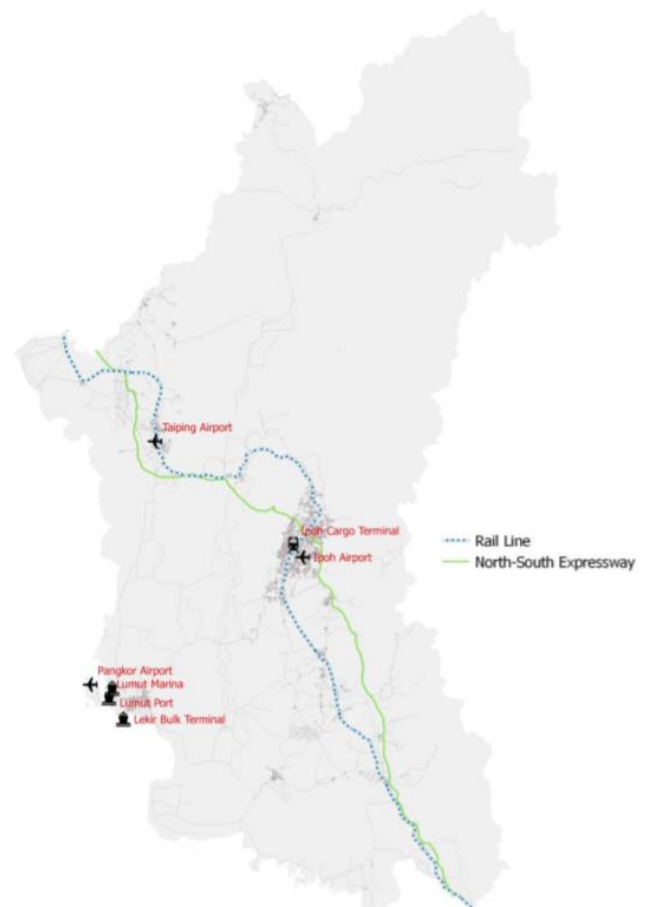 Taiping Airport
Ipoh Cargo Terminal
Ipoh Airport
Rail Line
North-South Expressway
Pangkor Airport
Lumut Marina
Lumut Port
Lekir Bulk Terminal